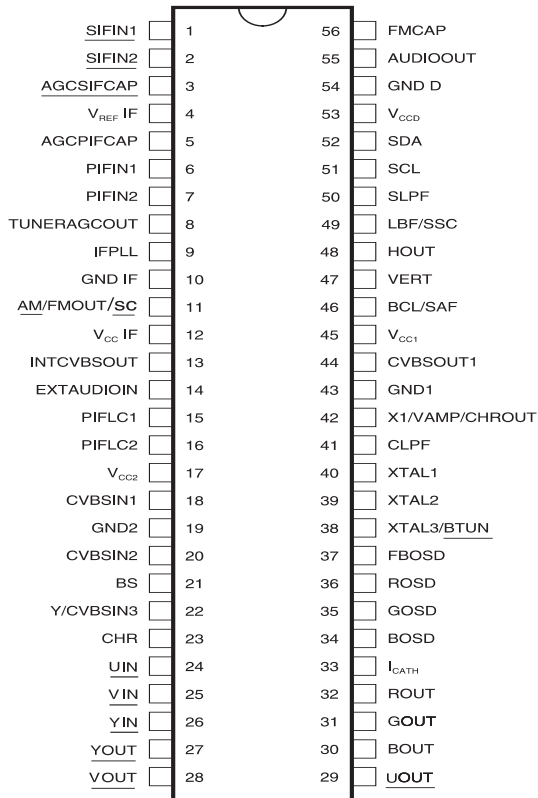 SIFIN1 1 56 FMCAP
SIFIN2 2 55 AUDIOOUT
AGCSIFCAP 3 54 GND D
VREF IF 4 53 VCCD
AGCPIFCAP 5 52 SDA
PIFIN1 6 51 SCL
PIFIN2 7 50 SLPF
TUNERAGCOUT 8 49 LBF/SSC
IFPLL 9 48 HOUT
GND IF 10 47 VERT
AM/FMOUT/SC 11 46 BCL/SAF
VCC IF 12 45 VCC1
INTCVBSOUT 13 44 CVBSOUT1
EXTAUDIOIN 14 43 GND1
PIFLC1 15 42 X1/VAMP/CHROUT
PIFLC2 16 41 CLPF
VCC2 17 40 XTAL1
CVBSIN1 18 39 XTAL2
GND2 19 38 XTAL3/BTUN
CVBSIN2 20 37 FBOSD
BS 21 36 ROSD
Y/CVBSIN3 22 35 GOSD
CHR 23 34 BOSD
UIN 24 33 ICATH
VIN 25 32 ROUT
YIN 26 31 GOUT
YOUT 27 30 BOUT
VOUT 28 29 UOUT